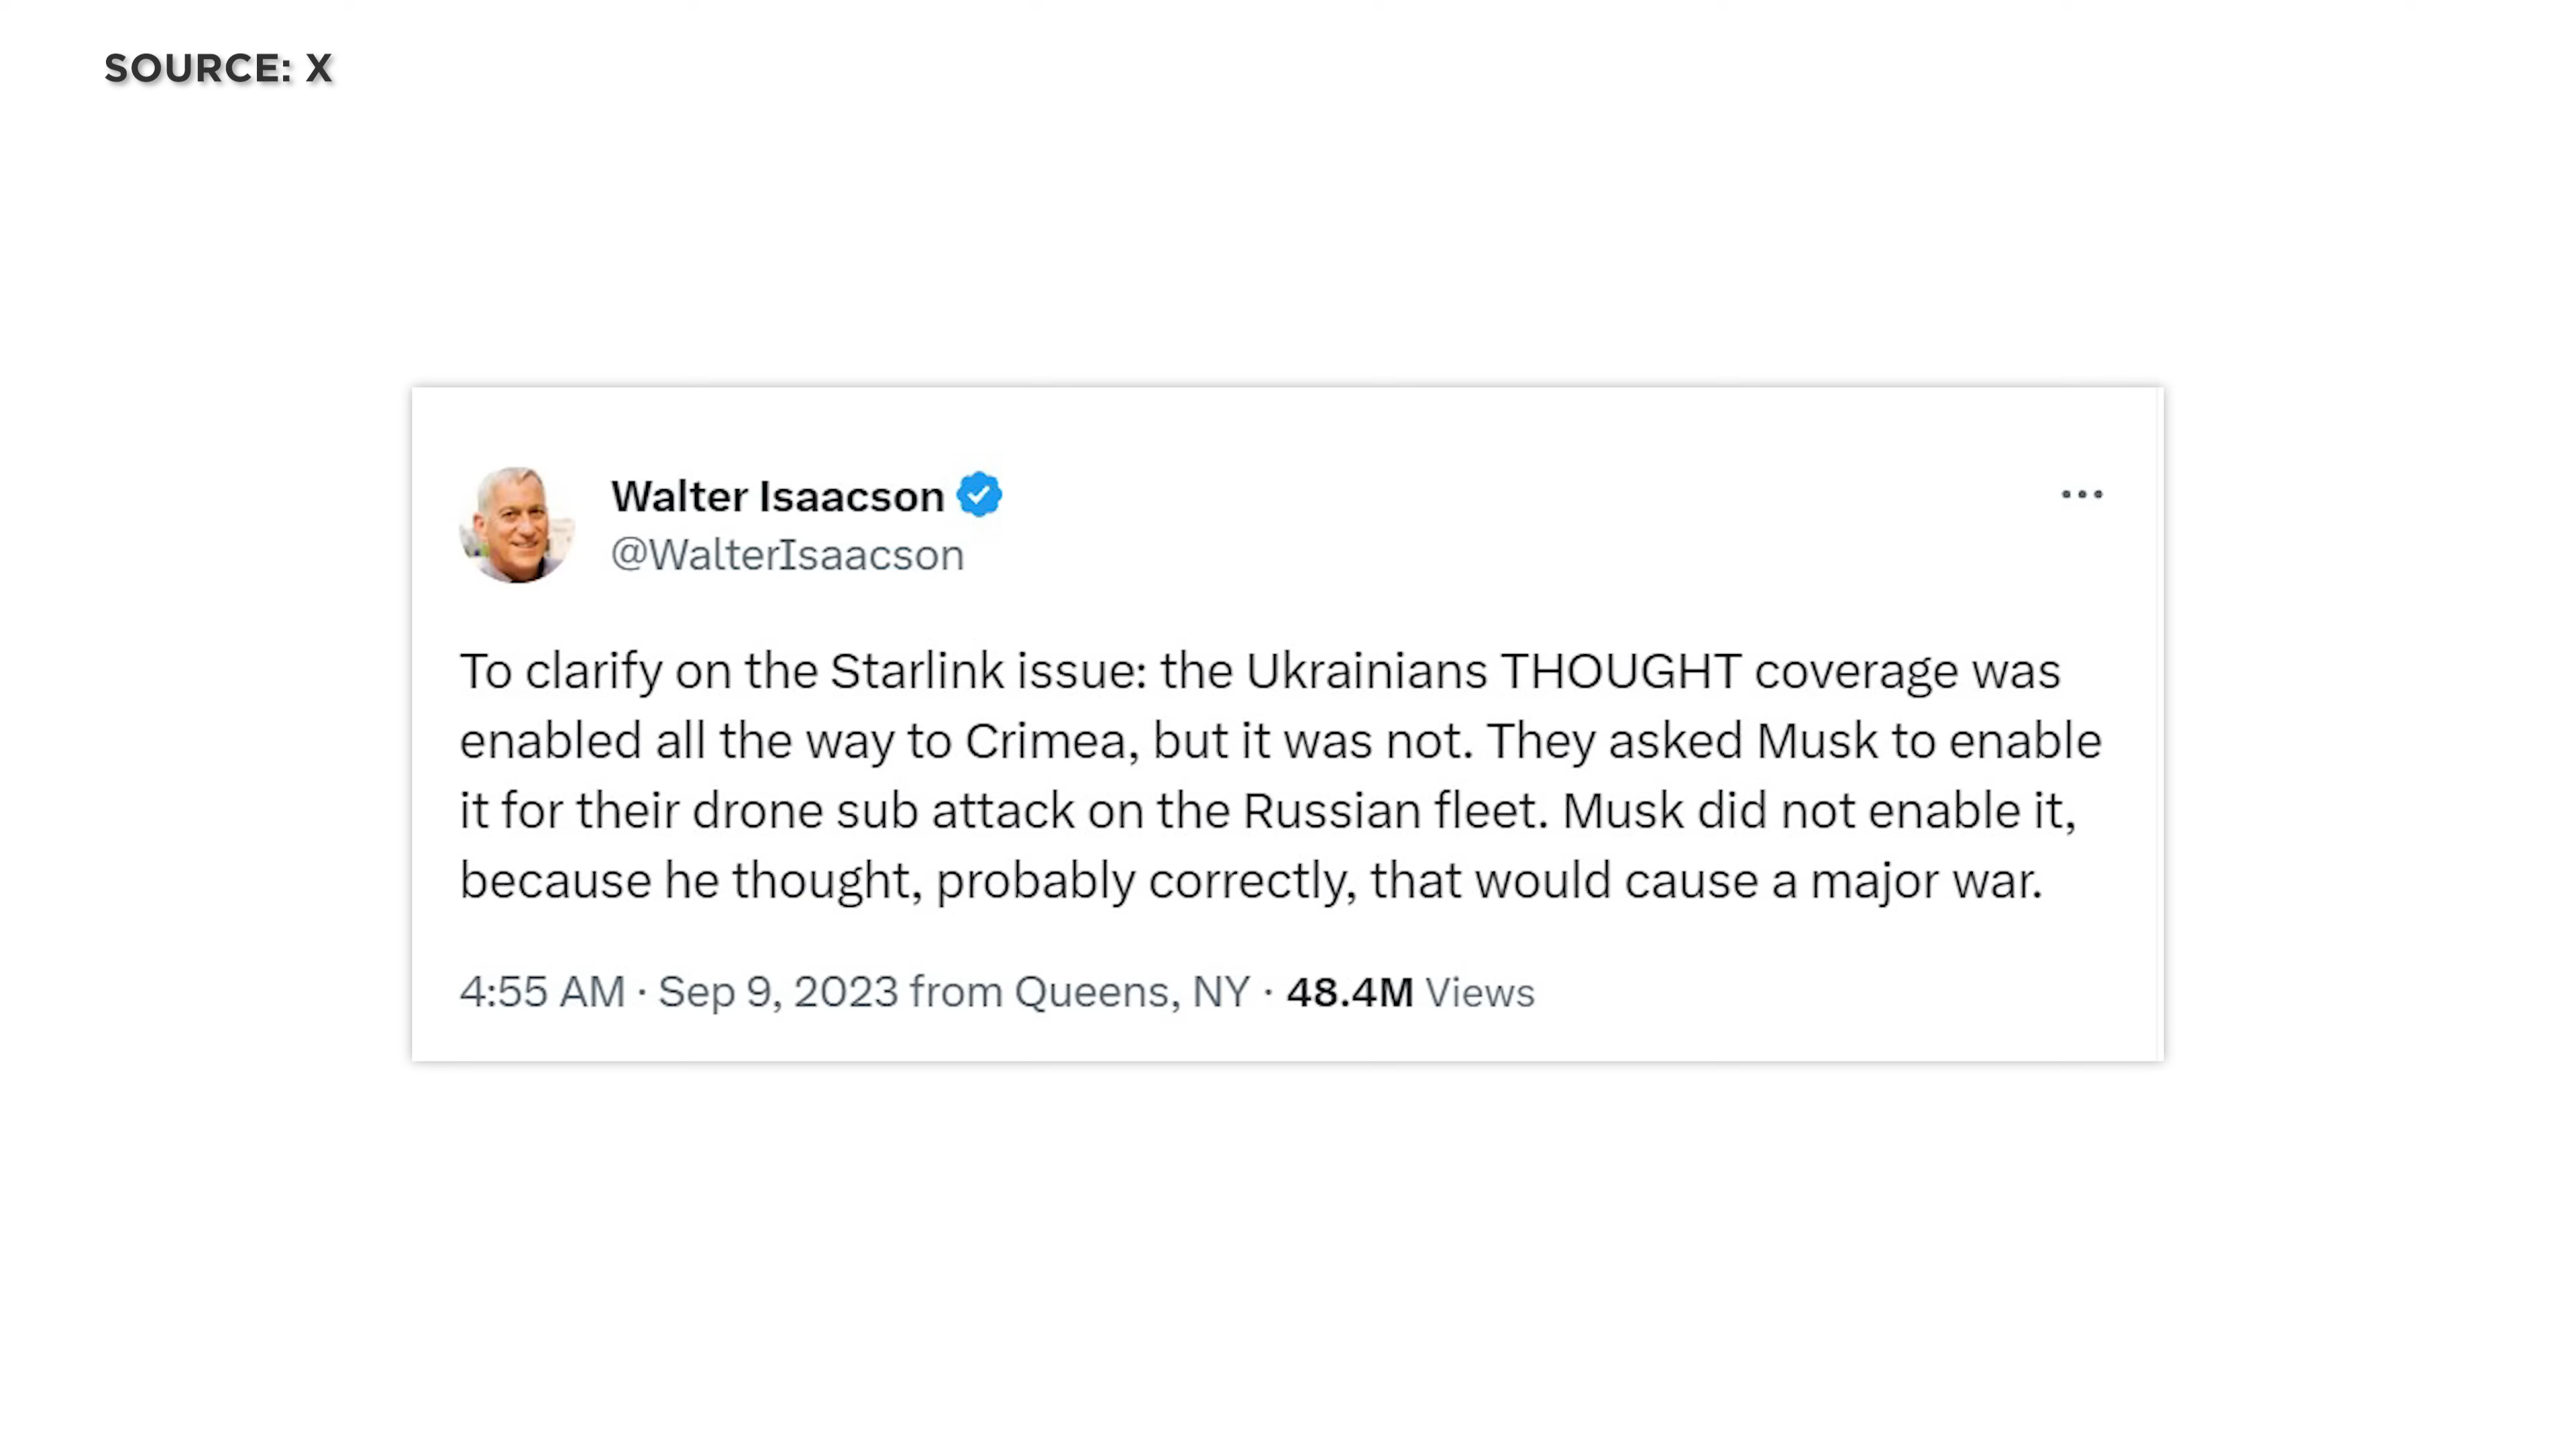 SOURCE: X
Walter Isaacson
@WalterIsaacson
To clarify on the Starlink issue: the Ukrainians THOUGHT coverage was
enabled all the way to Crimea, but it was not. They asked Musk to enable
it for their drone sub attack on the Russian fleet. Musk did not enable it,
because he thought, probably correctly, that would cause a major war.
4:55 AM · Sep 9, 2023 from Queens, NY · 48.4M Views